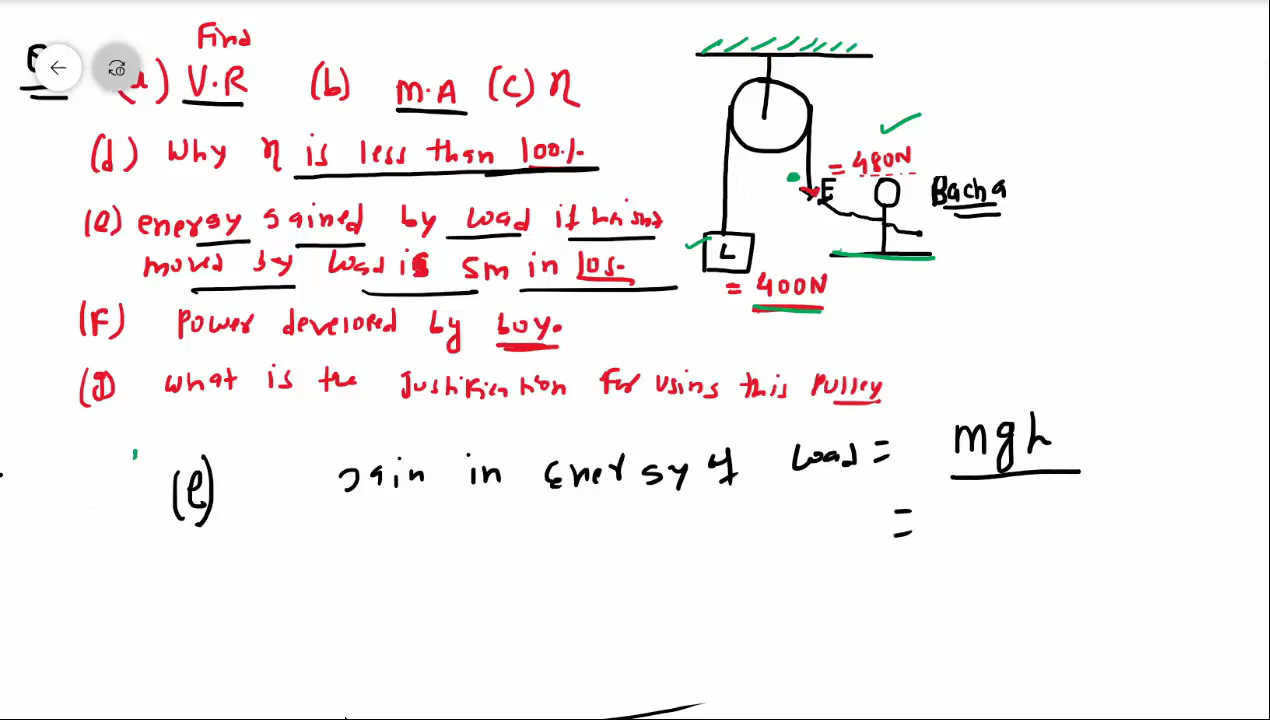 Find
V.R (b) M.A (c) η
(d) Why η is less than 100%
(e) energy gained by load if height
moved by load is 5m in 10s.
(F) Power developed by boy.
(g) what is the Justification for using this Pulley
E = 480N
Bacha
L
= 400N
(e) gain in Energy of Load = mgh
=